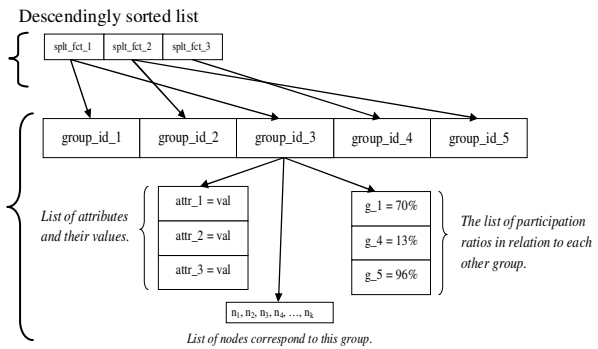 Descendingly sorted list
splt_fct_1 splt_fct_2 splt_fct_3
group_id_1 group_id_2 group_id_3 group_id_4 group_id_5
List of attributes
and their values.
attr_1 = val
attr_2 = val
attr_3 = val
g_1 = 70%
g_4 = 13%
g_5 = 96%
The list of participation
ratios in relation to each
other group.
n1, n2, n3, n4, …, nk
List of nodes correspond to this group.